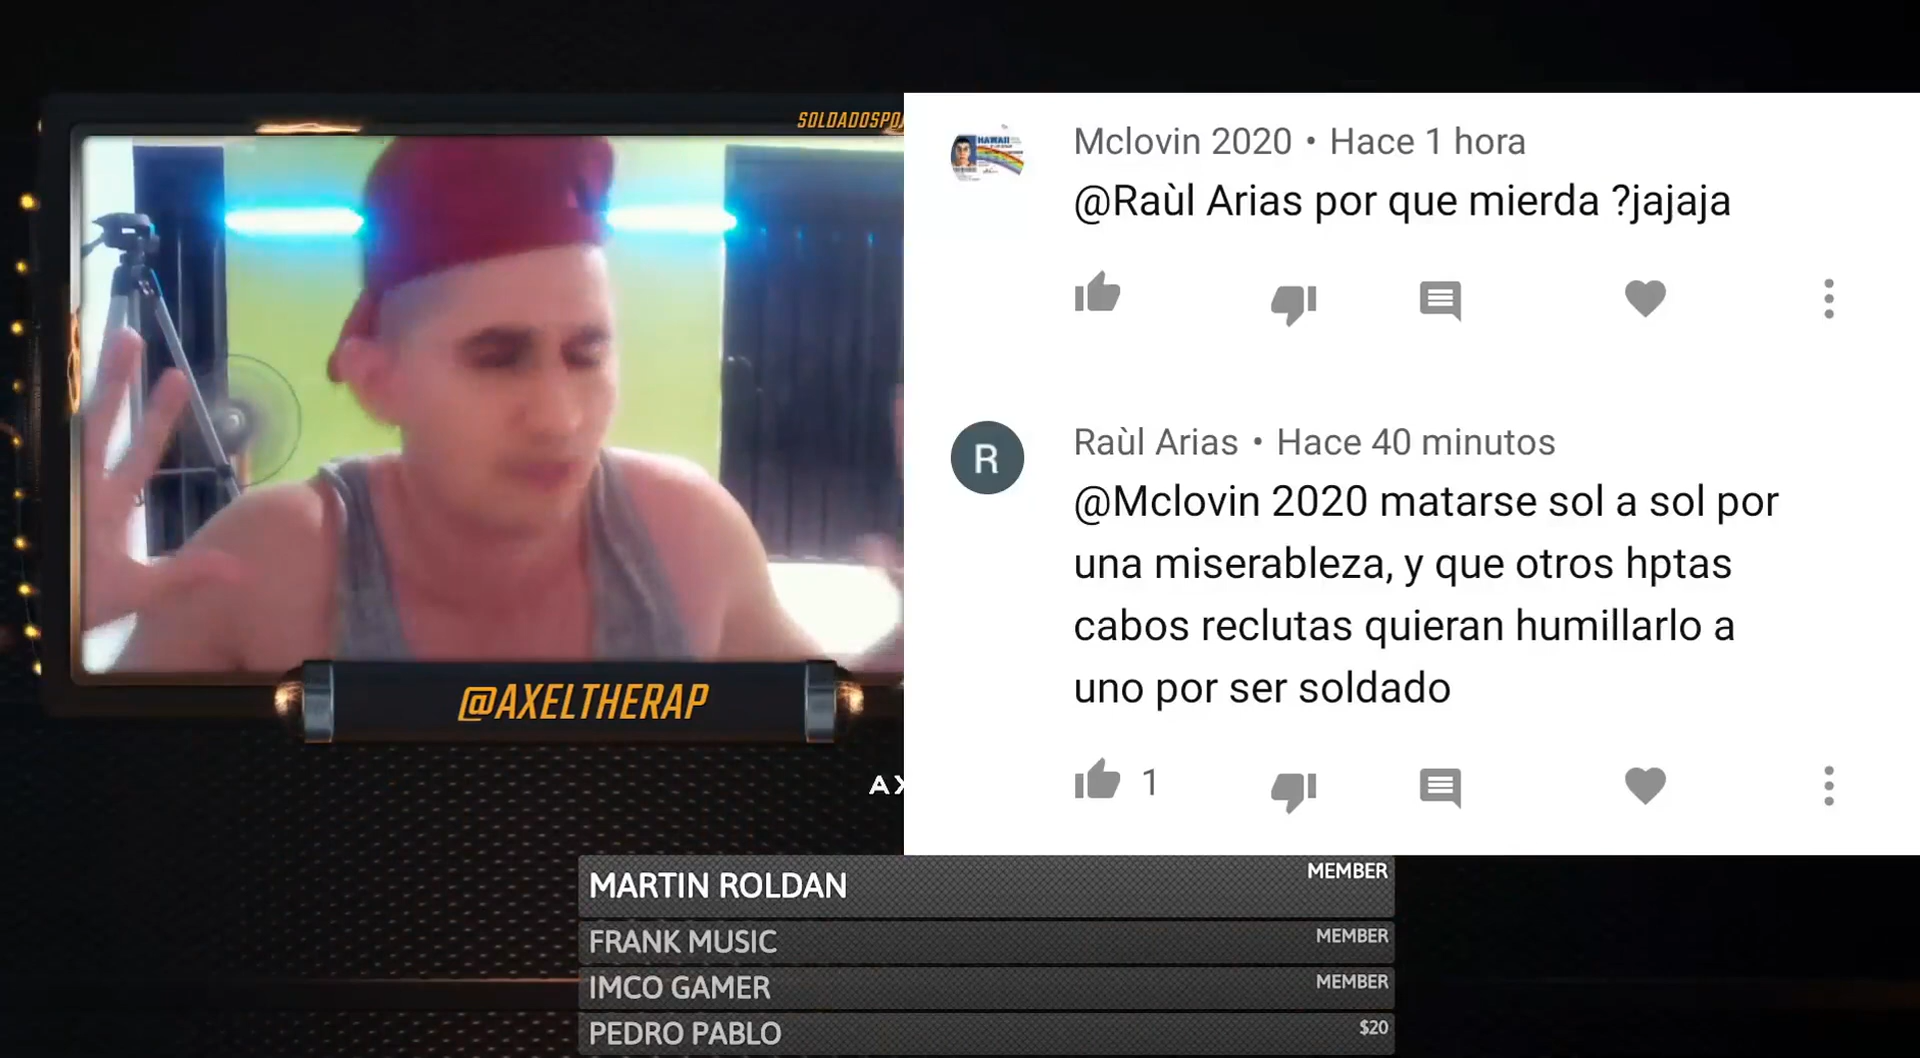 SOLDADOSPO
Mclovin 2020 • Hace 1 hora
@Raùl Arias por que mierda ?jajaja
R
Raùl Arias • Hace 40 minutos
@Mclovin 2020 matarse sol a sol por
una miserableza, y que otros hptas
cabos reclutas quieran humillarlo a
uno por ser soldado
1
@AXELTHERAP
AX
MARTIN ROLDAN MEMBER
FRANK MUSIC MEMBER
IMCO GAMER MEMBER
PEDRO PABLO $20
HAWAII